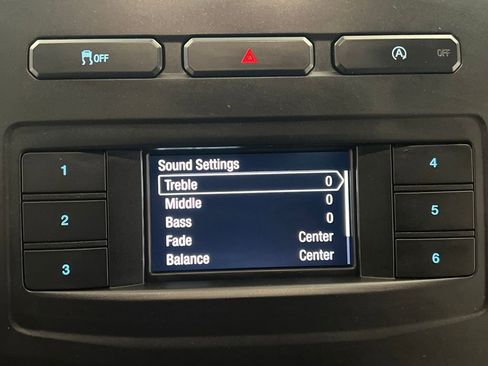 OFF
A OFF
Sound Settings
Treble 0
Middle 0
Bass 0
Fade Center
Balance Center
1
2
3
4
5
6